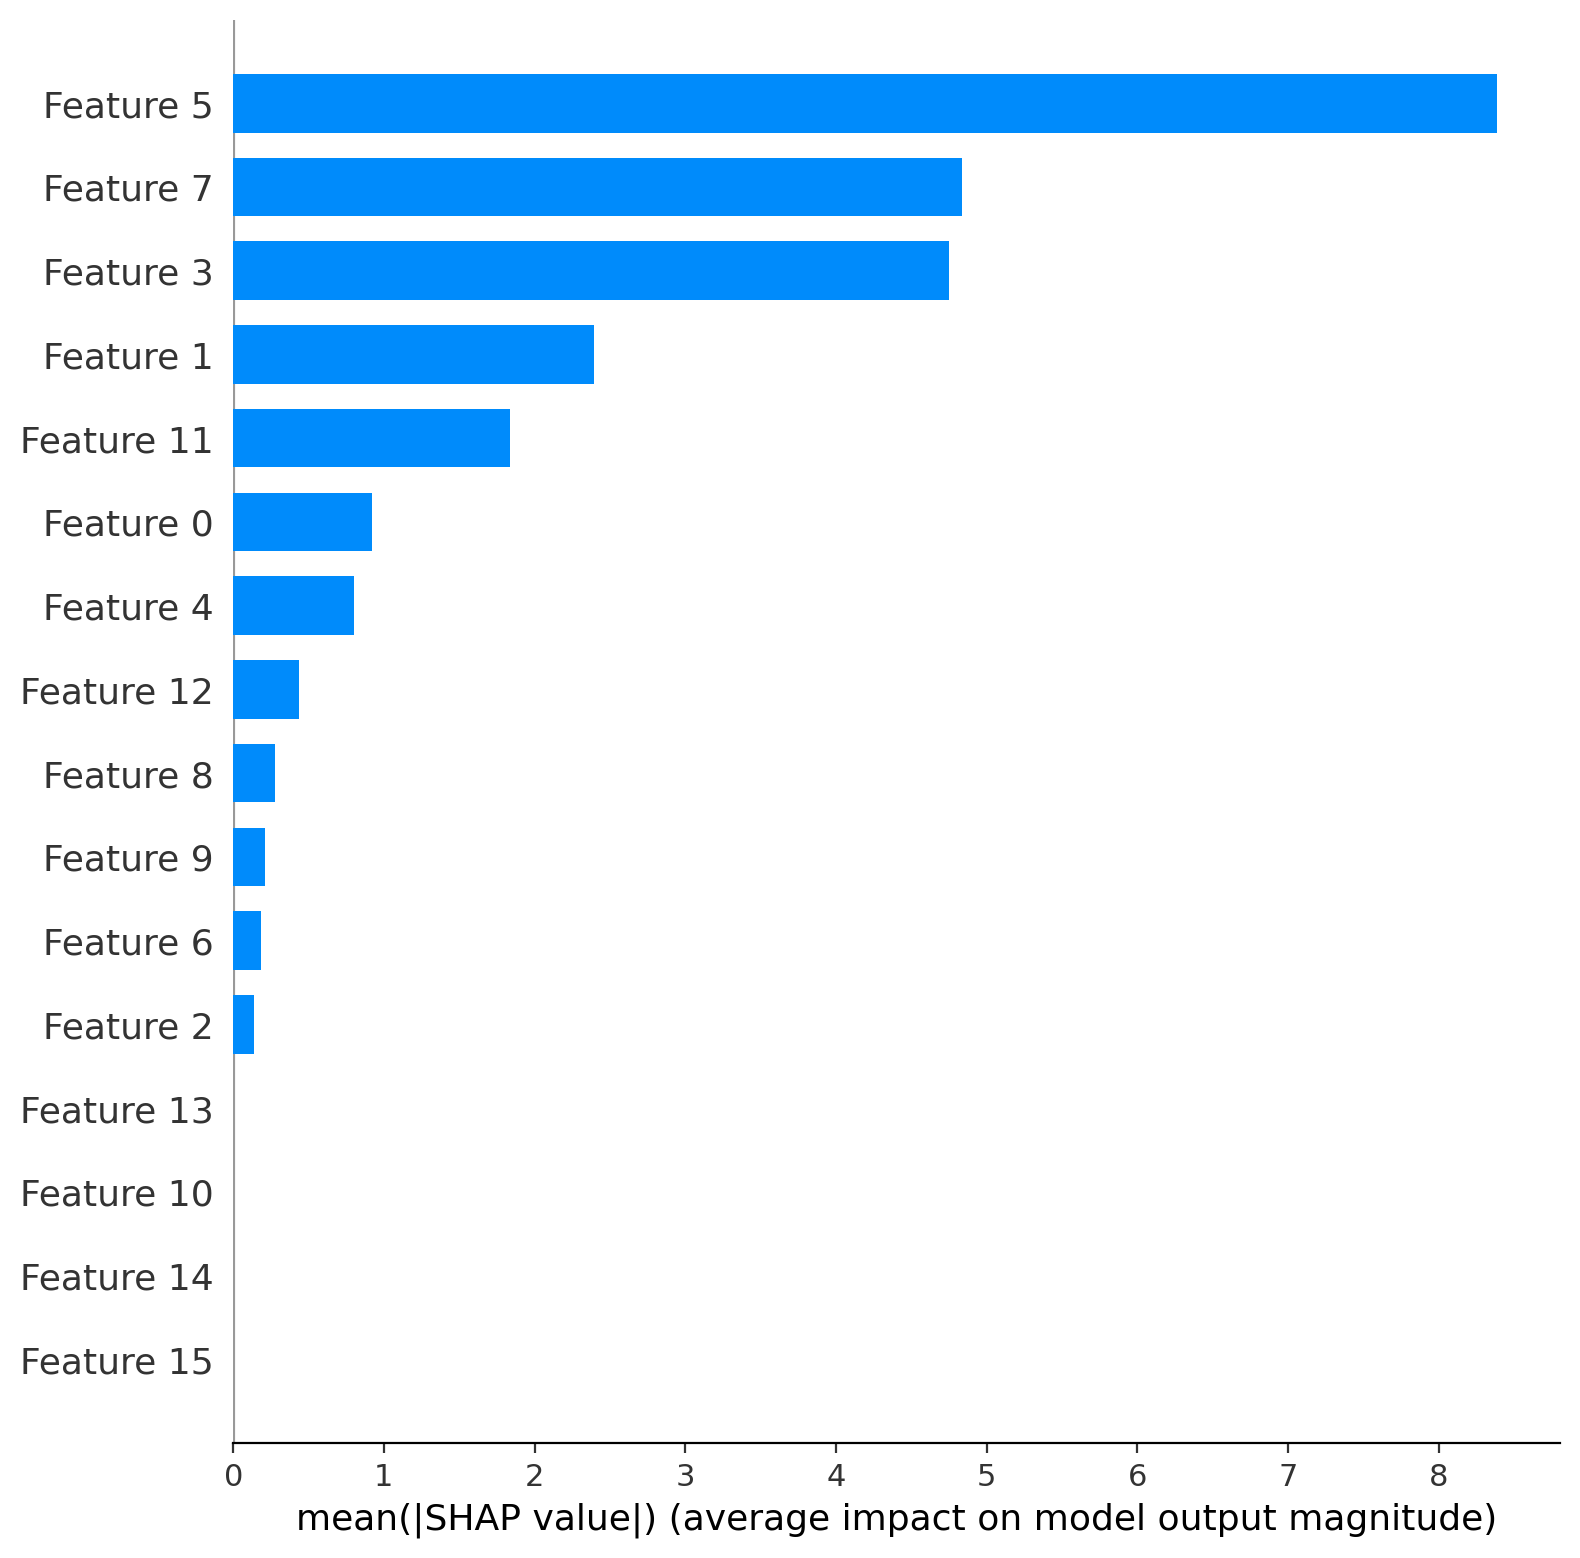 Feature 5
Feature 7
Feature 3
Feature 1
Feature 11
Feature 0
Feature 4
Feature 12
Feature 8
Feature 9
Feature 6
Feature 2
Feature 13
Feature 10
Feature 14
Feature 15
0 1 2 3 4 5 6 7 8
mean(|SHAP value|) (average impact on model output magnitude)